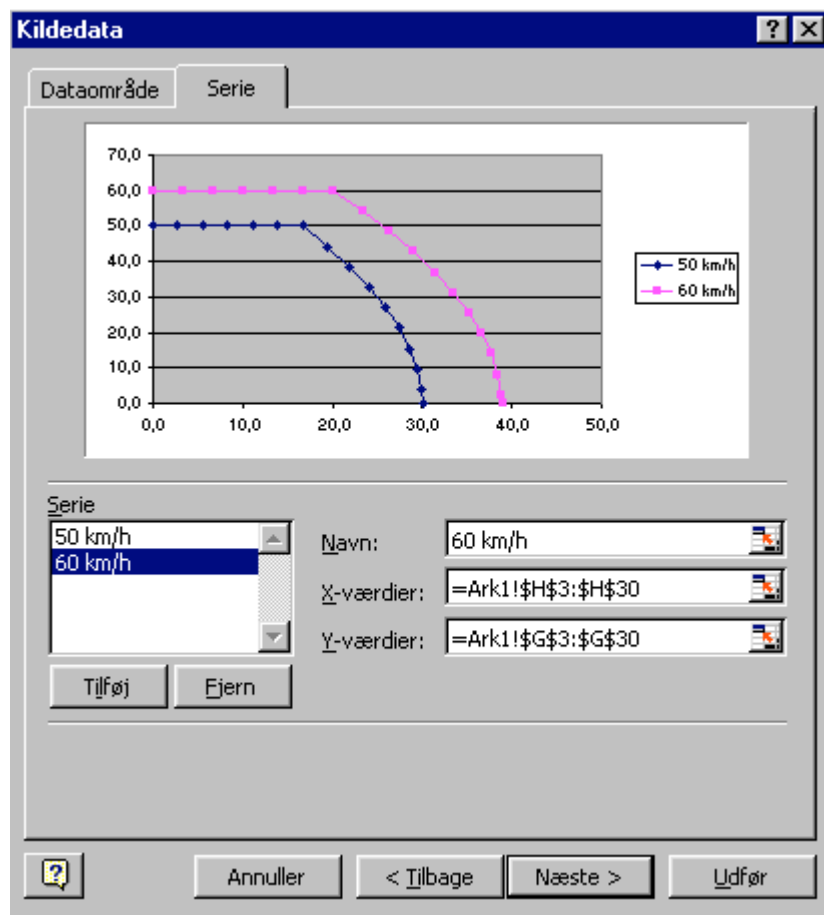 Kildedata
Dataområde Serie
70,0
60,0
50,0
40,0
30,0
20,0
10,0
0,0
0,0 10,0 20,0 30,0 40,0 50,0
50 km/h
60 km/h
Serie
50 km/h
60 km/h
Navn: 60 km/h
X-værdier: =Ark1!$H$3:$H$30
Y-værdier: =Ark1!$G$3:$G$30
Tilføj Fjern
Annuller < Tilbage Næste > Udfør